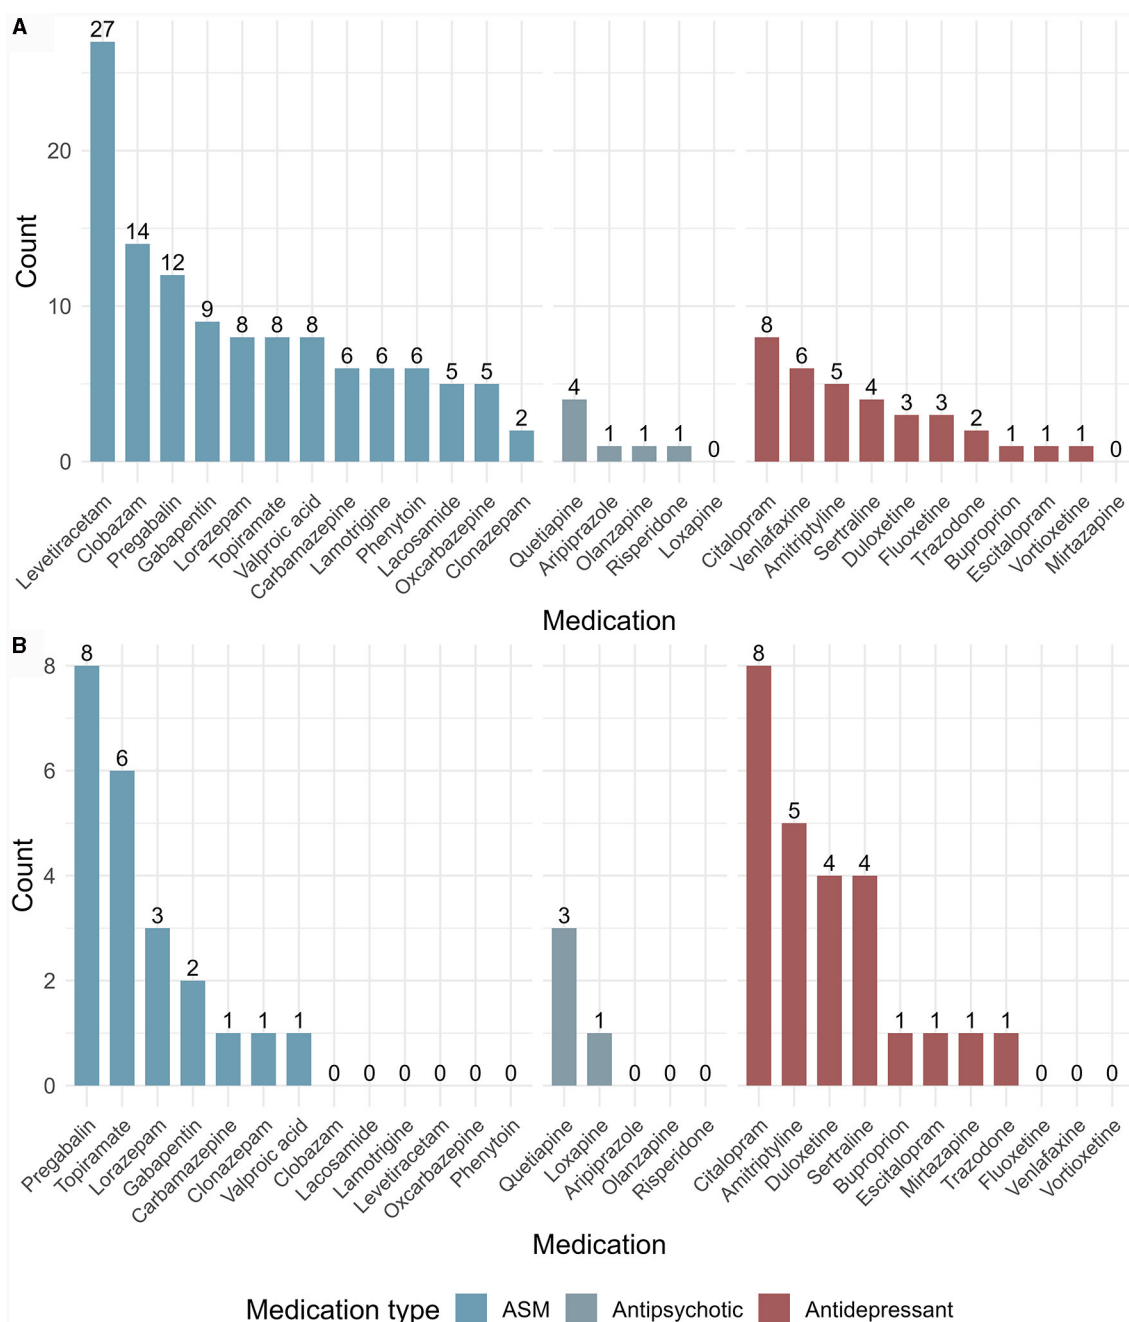 A
27
14
12
9
8
8
8
6
6
6
5
5
2
4
1
1
1
0
8
6
5
4
3
3
2
1
1
1
0
20
10
0
Count
Levetiracetam
Clobazam
Pregabalin
Gabapentin
Lorazepam
Topiramate
Valproic acid
Carbamazepine
Lamotrigine
Phenytoin
Lacosamide
Oxcarbazepine
Clonazepam
Quetiapine
Aripiprazole
Olanzapine
Risperidone
Loxapine
Citalopram
Venlafaxine
Amitriptyline
Sertraline
Duloxetine
Fluoxetine
Trazodone
Buproprion
Escitalopram
Vortioxetine
Mirtazapine
Medication
B
8
6
3
2
1
1
1
0
0
0
0
0
0
3
1
0
0
0
8
5
4
4
1
1
1
1
0
0
0
8
6
4
2
0
Count
Pregabalin
Topiramate
Lorazepam
Gabapentin
Carbamazepine
Clonazepam
Valproic acid
Clobazam
Lacosamide
Lamotrigine
Levetiracetam
Oxcarbazepine
Phenytoin
Quetiapine
Loxapine
Aripiprazole
Olanzapine
Risperidone
Citalopram
Amitriptyline
Duloxetine
Sertraline
Buproprion
Escitalopram
Mirtazapine
Trazodone
Fluoxetine
Venlafaxine
Vortioxetine
Medication
Medication type ASM Antipsychotic Antidepressant